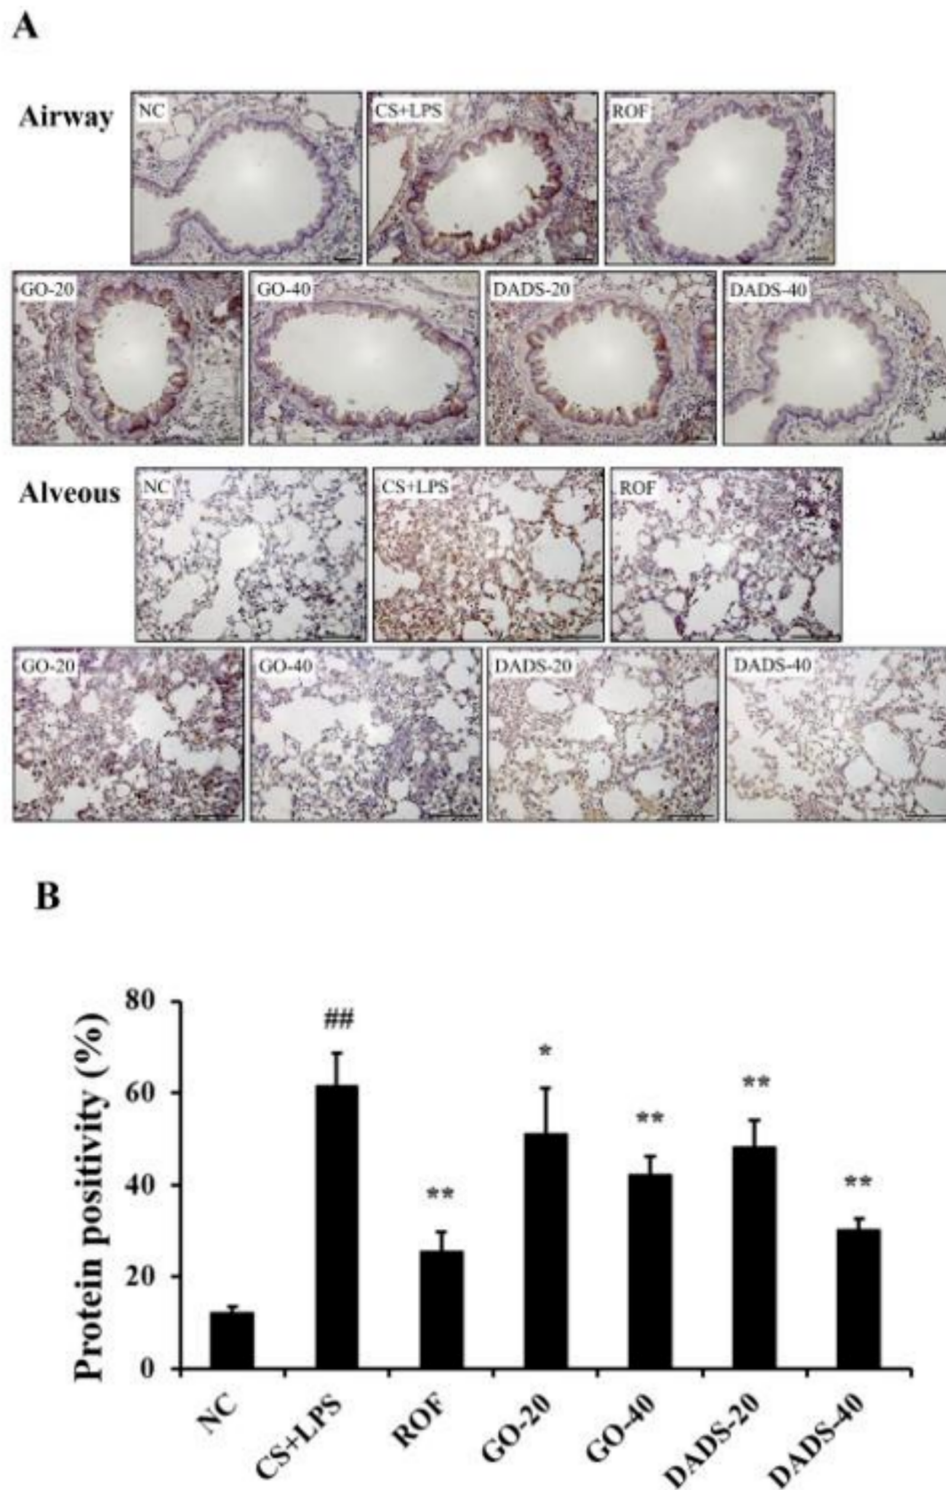 A
Airway
NC
CS+LPS
ROF
GO-20
GO-40
DADS-20
DADS-40
Alveous
NC
CS+LPS
ROF
GO-20
GO-40
DADS-20
DADS-40
B
Protein positivity (%)
80
60
40
20
0
##
**
*
**
**
**
NC
CS+LPS
ROF
GO-20
GO-40
DADS-20
DADS-40